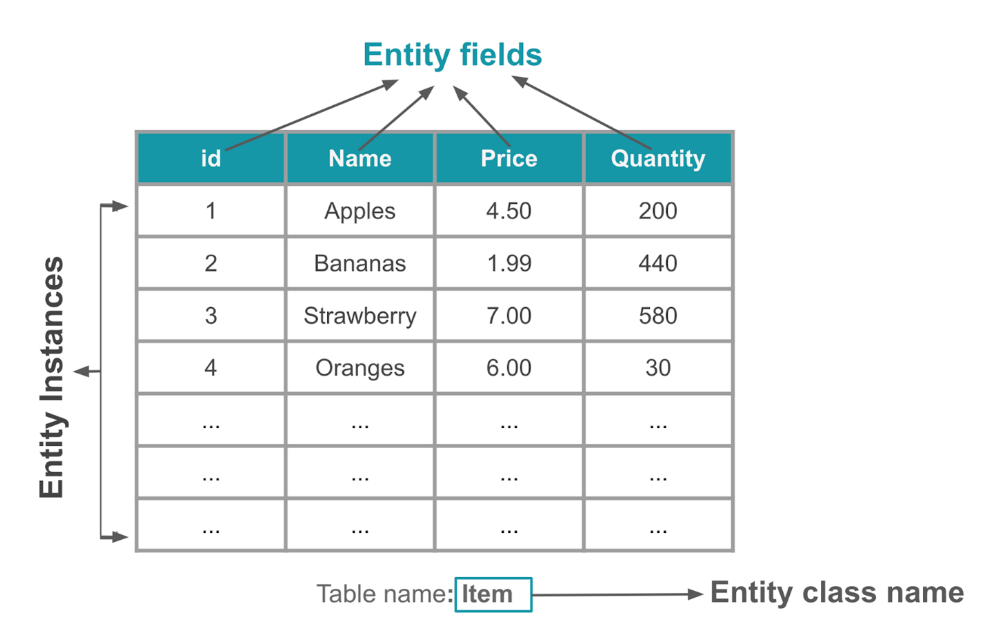 Entity fields
id Name Price Quantity
1 Apples 4.50 200
2 Bananas 1.99 440
3 Strawberry 7.00 580
4 Oranges 6.00 30
... ... ... ...
... ... ... ...
... ... ... ...
Entity Instances
Table name: Item Entity class name